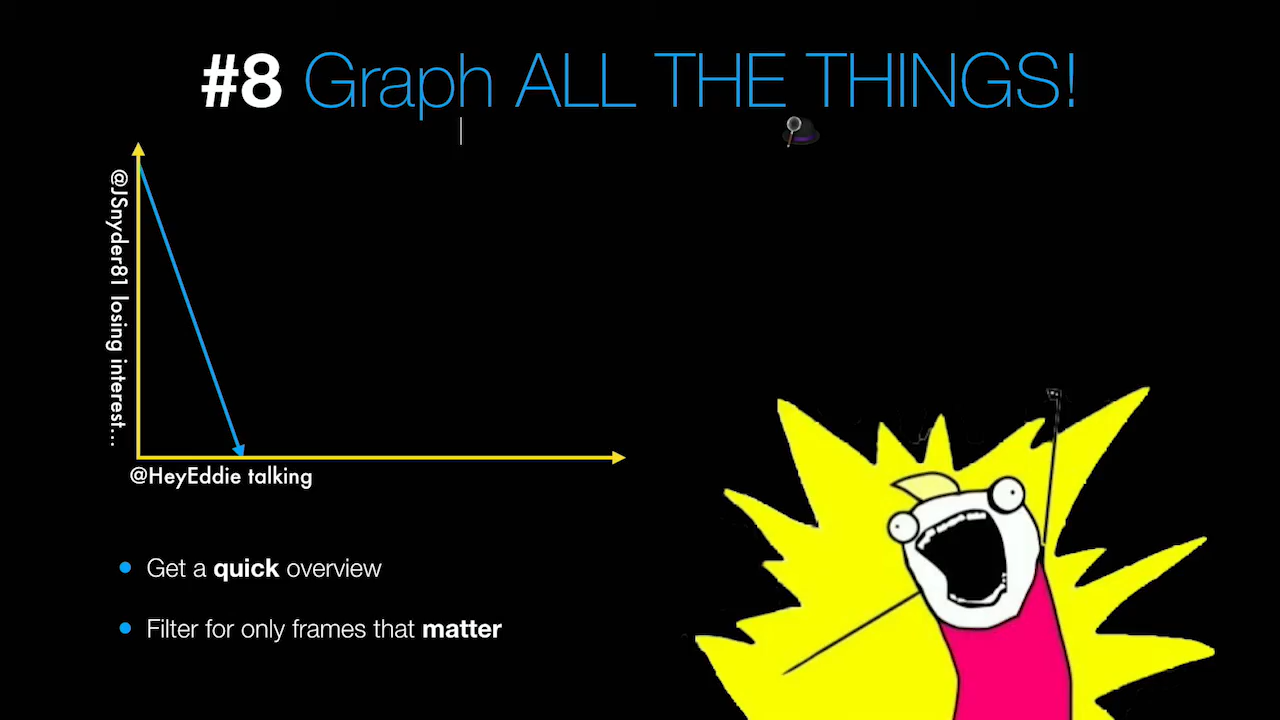 #8 Graph ALL THE THINGS!
@JSnyder81 losing interest...
@HeyEddie talking
Get a quick overview
Filter for only frames that matter